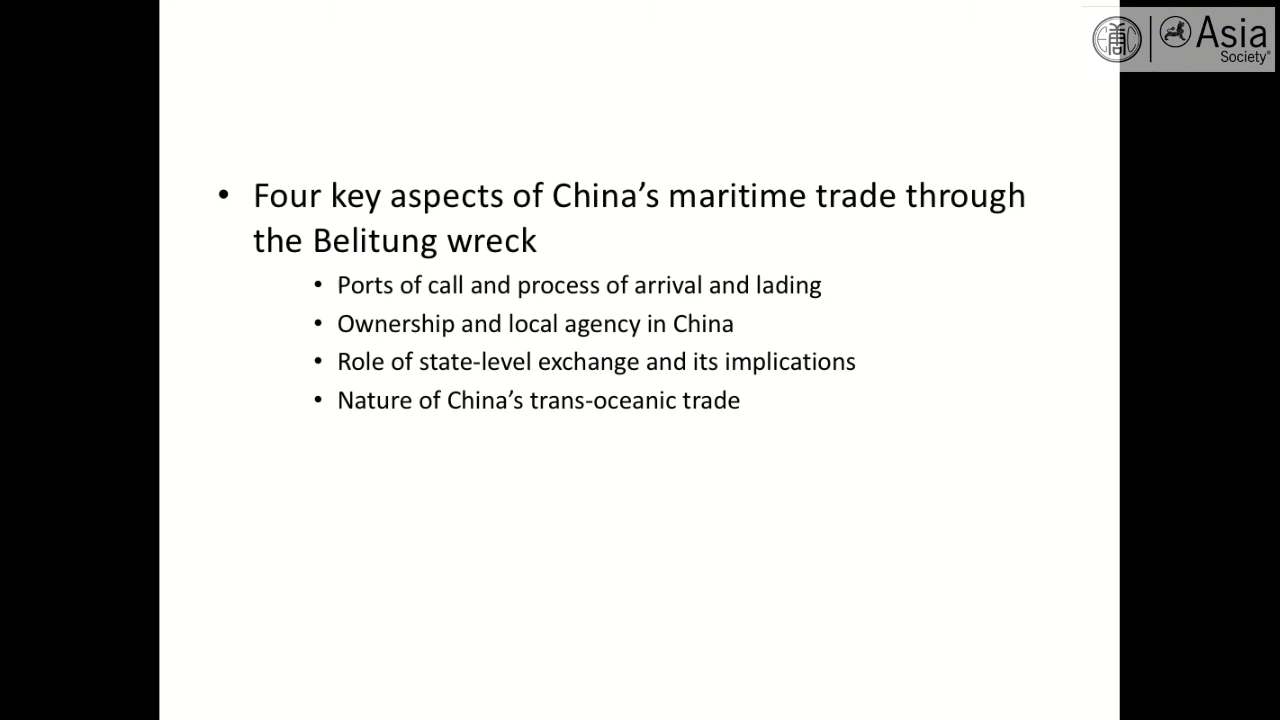 Asia
Society
• Four key aspects of China’s maritime trade through
the Belitung wreck
• Ports of call and process of arrival and lading
• Ownership and local agency in China
• Role of state-level exchange and its implications
• Nature of China’s trans-oceanic trade